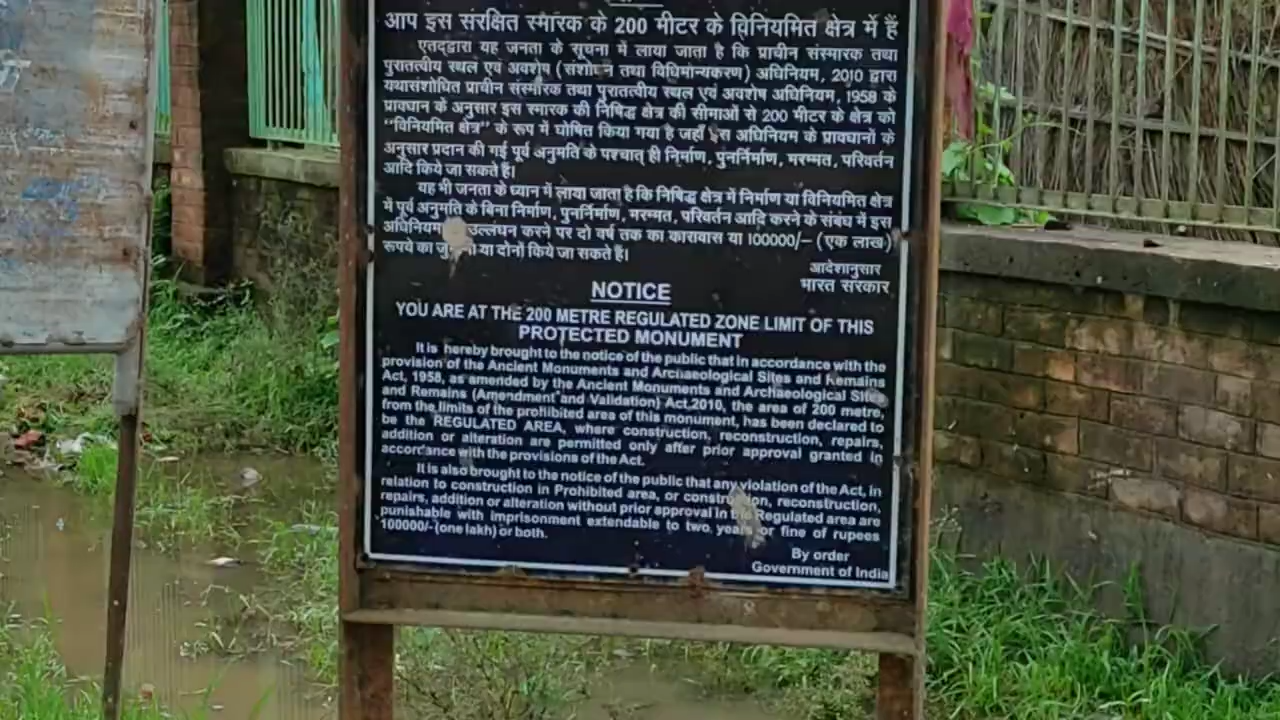 आप इस संरक्षित स्मारक के 200 मीटर के विनियमित क्षेत्र में हैं
एतद्द्वारा यह जनता के सूचना में लाया जाता है कि प्राचीन संस्मारक तथा
पुरातत्वीय स्थल एवं अवशेष (संशोधन तथा विधिमान्यकरण) अधिनियम, 2010 द्वारा
यथासंशोधित प्राचीन संस्मारक तथा पुरातत्वीय स्थल एवं अवशेष अधिनियम, 1958 के
प्रावधान के अनुसार इस स्मारक की निषिद्ध क्षेत्र की सीमाओं से 200 मीटर के क्षेत्र को
"विनियमित क्षेत्र" के रूप में घोषित किया गया है जहाँ इस अधिनियम के प्रावधानों के
अनुसार प्रदान की गई पूर्व अनुमति के पश्चात् ही निर्माण, पुनर्निर्माण, मरम्मत, परिवर्तन
आदि किये जा सकते हैं।
यह भी जनता के ध्यान में लाया जाता है कि निषिद्ध क्षेत्र में निर्माण या विनियमित क्षेत्र
में पूर्व अनुमति के बिना निर्माण, पुनर्निर्माण, मरम्मत, परिवर्तन आदि करने के संबंध में इस
अधिनियम उल्लंघन करने पर दो वर्ष तक का कारावास या 100000/– (एक लाख)
रूपये का या दोनों किये जा सकते हैं।
आदेशानुसार
भारत सरकार
NOTICE
YOU ARE AT THE 200 METRE REGULATED ZONE LIMIT OF THIS
PROTECTED MONUMENT
It is hereby brought to the notice of the public that in accordance with the
provision of the Ancient Monuments and Archaeological Sites and Remains
Act, 1958, as amended by the Ancient Monuments and Archaeological Sites
and Remains (Amendment and Validation) Act,2010, the area of 200 metre,
from the limits of the prohibited area of this monument, has been declared to
be the REGULATED AREA, where construction, reconstruction, repairs,
addition or alteration are permitted only after prior approval granted in
accordance with the provisions of the Act.
It is also brought to the notice of the public that any violation of the Act, in
relation to construction in Prohibited area, or construction, reconstruction,
repairs, addition or alteration without prior approval in the Regulated area are
punishable with imprisonment extendable to two years or fine of rupees
100000/- (one lakh) or both.
By order
Government of India